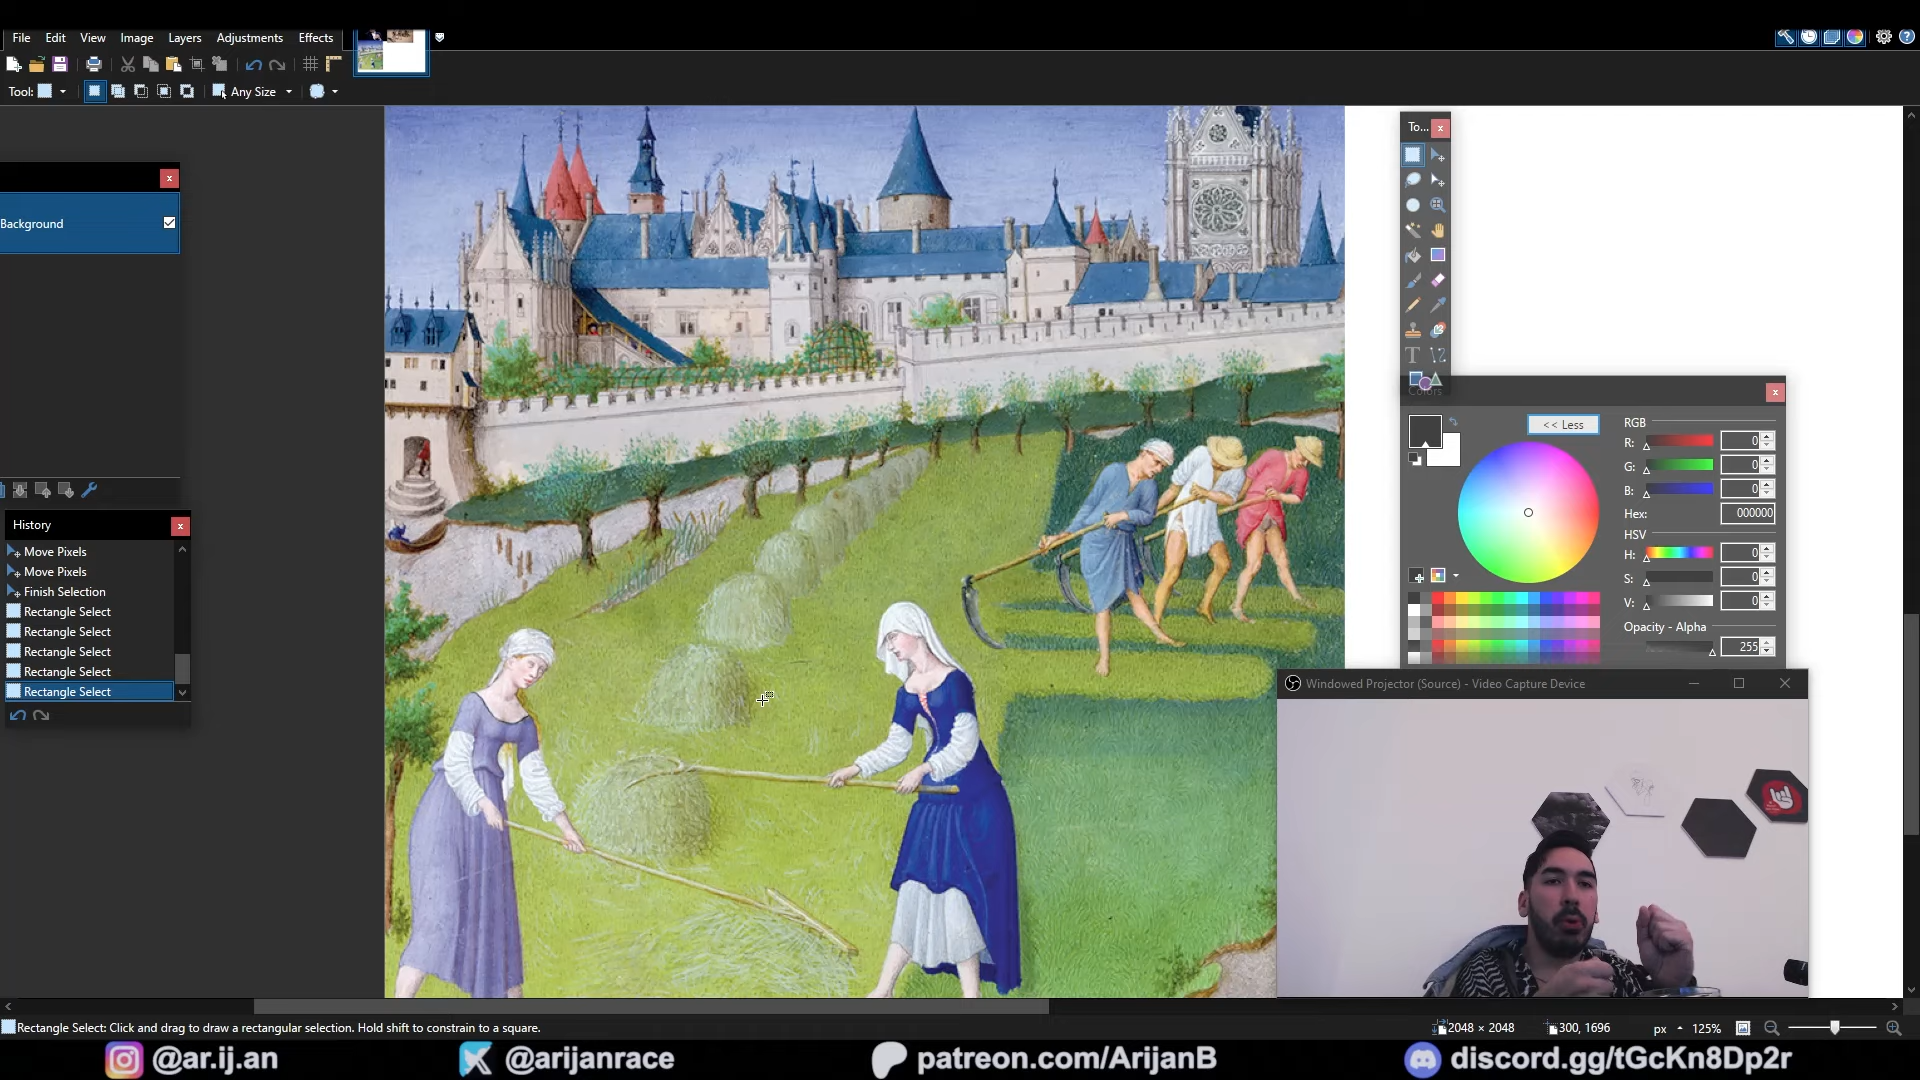 File Edit View Image Layers Adjustments Effects
Tool: Any Size
To...
Background
Colors
<< Less
RGB
R: 0
G: 0
B: 0
Hex: 000000
HSV
H: 0
S: 0
V: 0
Opacity - Alpha
255
History
Move Pixels
Move Pixels
Finish Selection
Rectangle Select
Rectangle Select
Rectangle Select
Rectangle Select
Rectangle Select
Windowed Projector (Source) - Video Capture Device
Rectangle Select: Click and drag to draw a rectangular selection. Hold shift to constrain to a square.
2048 × 2048 300, 1696 px 125%
@ar.ij.an @arijanrace patreon.com/ArijanB discord.gg/tGcKn8Dp2r